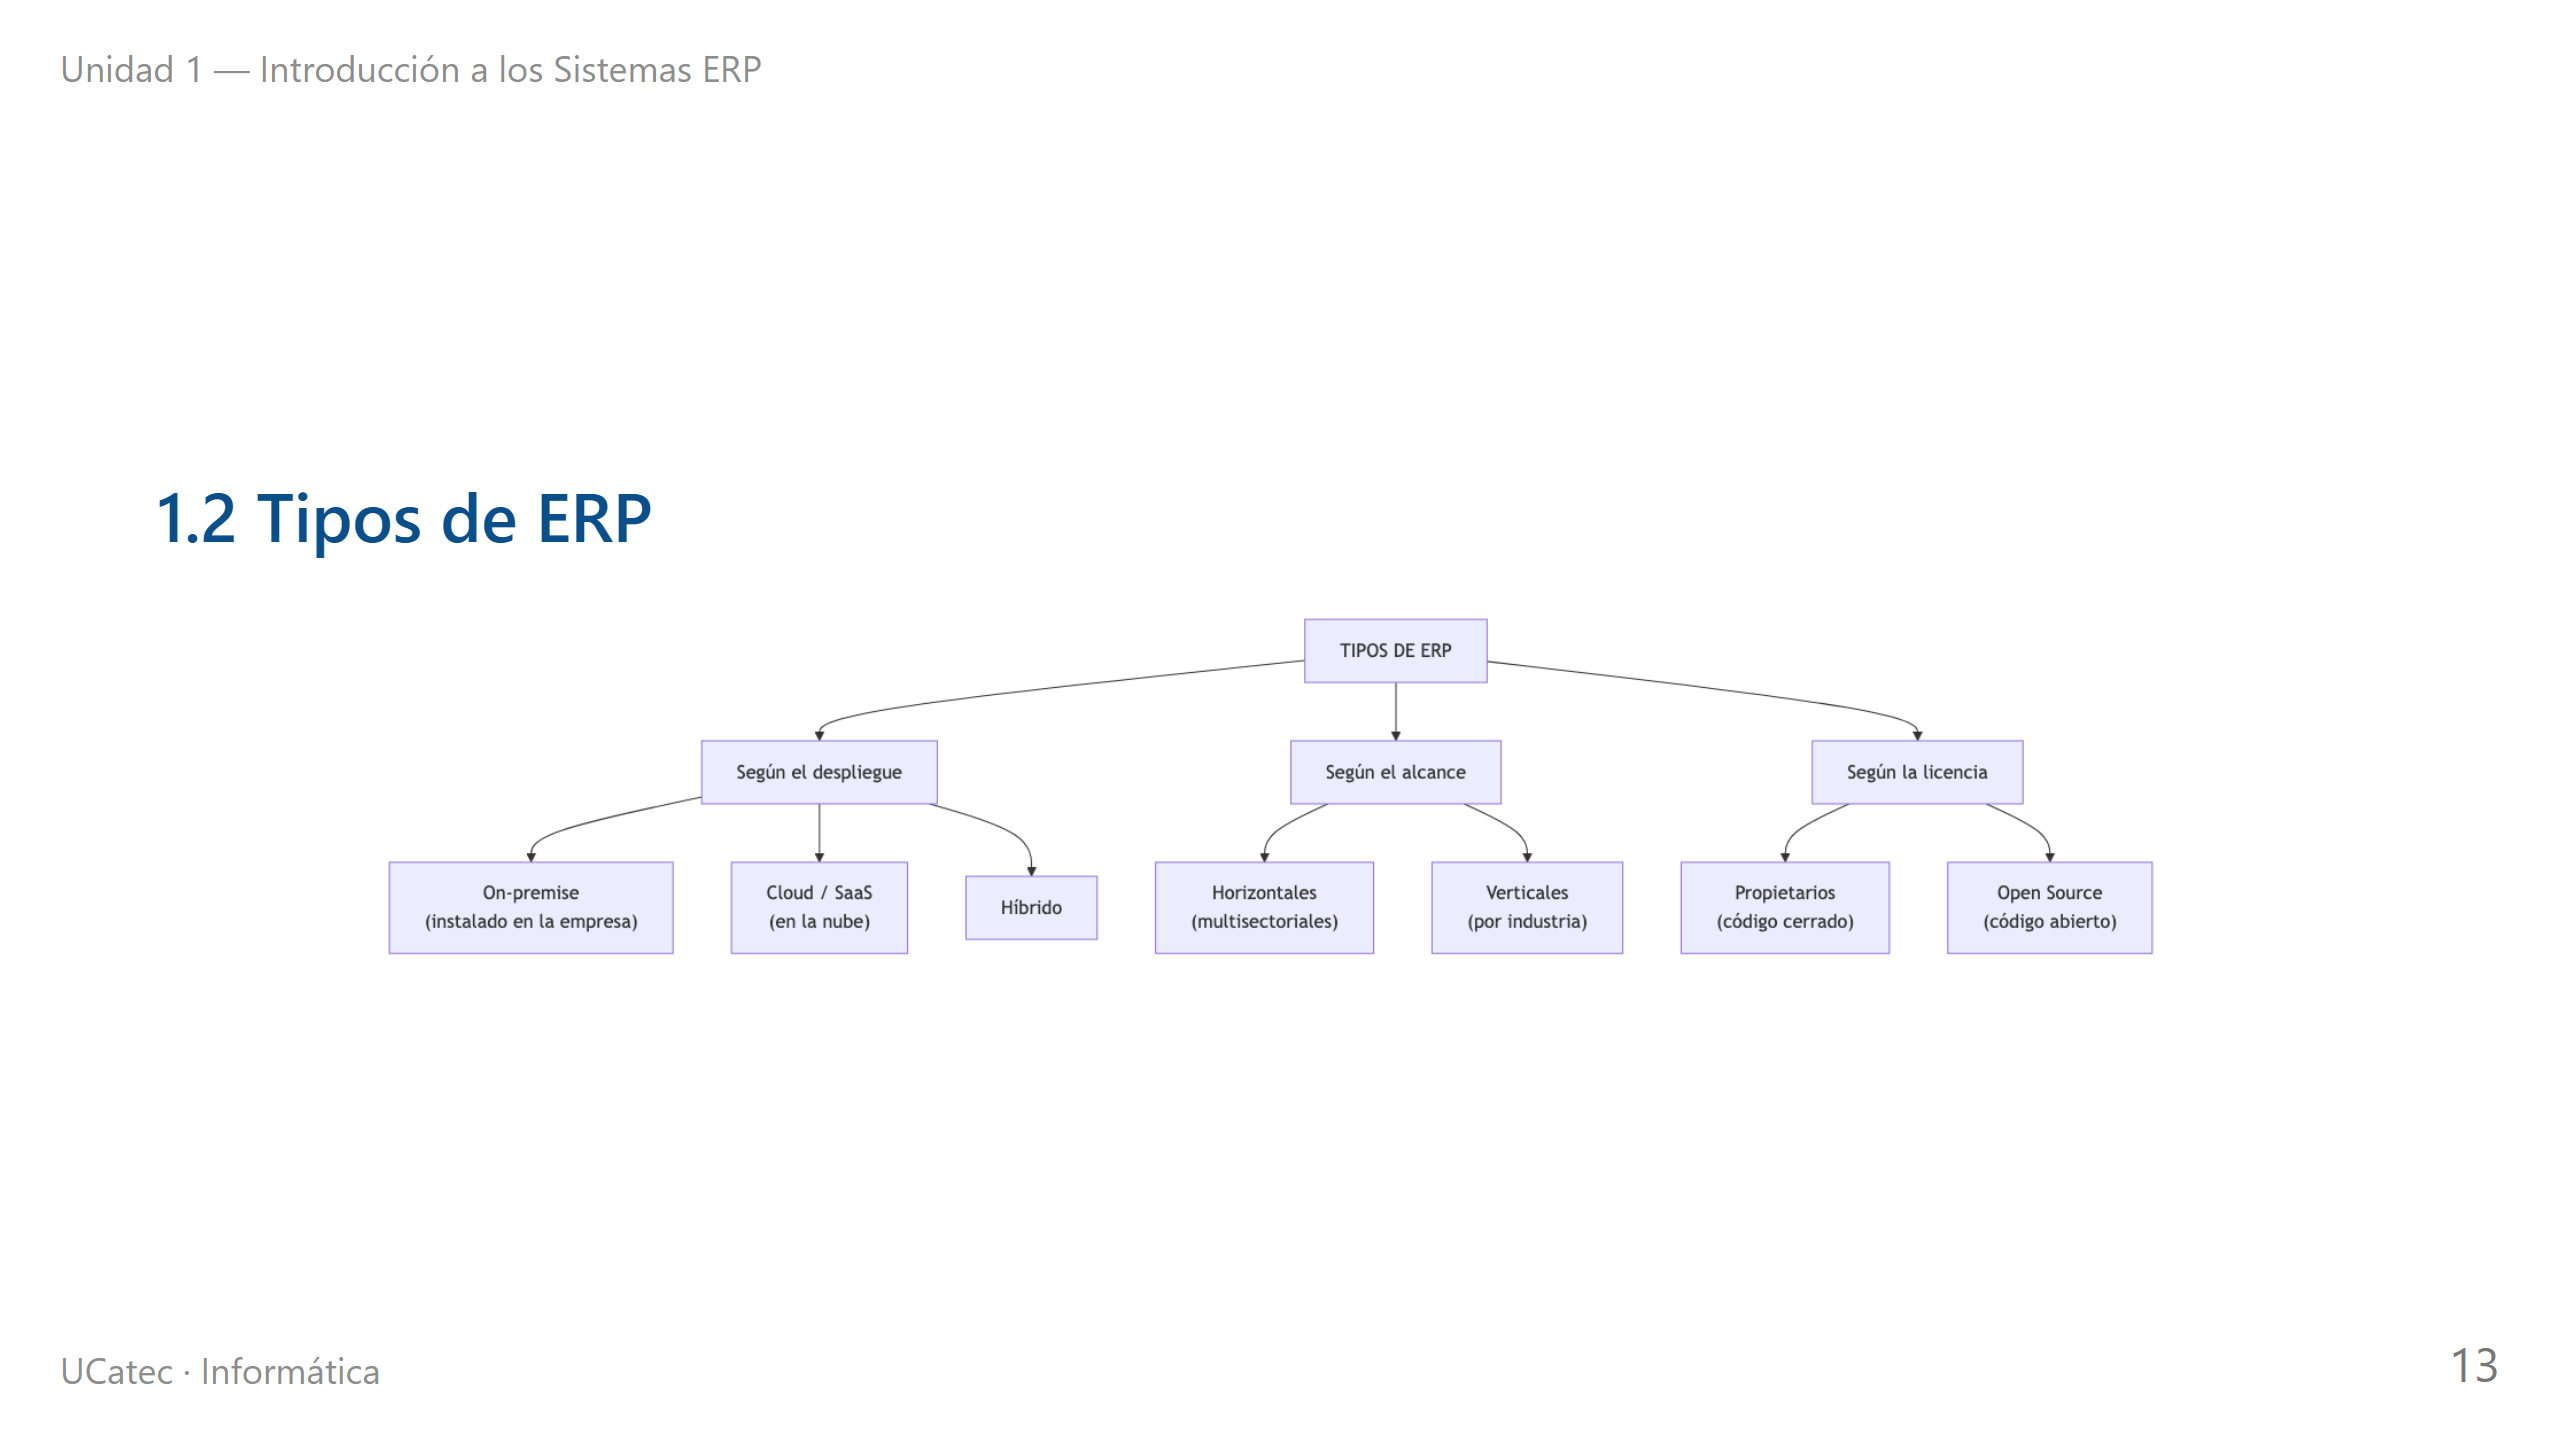 Unidad 1 — Introducción a los Sistemas ERP
1.2 Tipos de ERP
TIPOS DE ERP
Según el despliegue
Según el alcance
Según la licencia
On-premise
(instalado en la empresa)
Cloud / SaaS
(en la nube)
Híbrido
Horizontales
(multisectoriales)
Verticales
(por industria)
Propietarios
(código cerrado)
Open Source
(código abierto)
UCatec · Informática
13